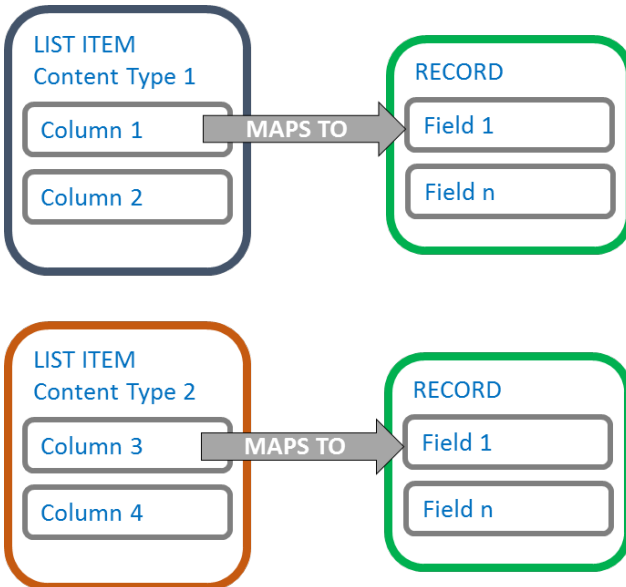 LIST ITEM
Content Type 1
Column 1
Column 2
MAPS TO
RECORD
Field 1
Field n
LIST ITEM
Content Type 2
Column 3
Column 4
MAPS TO
RECORD
Field 1
Field n